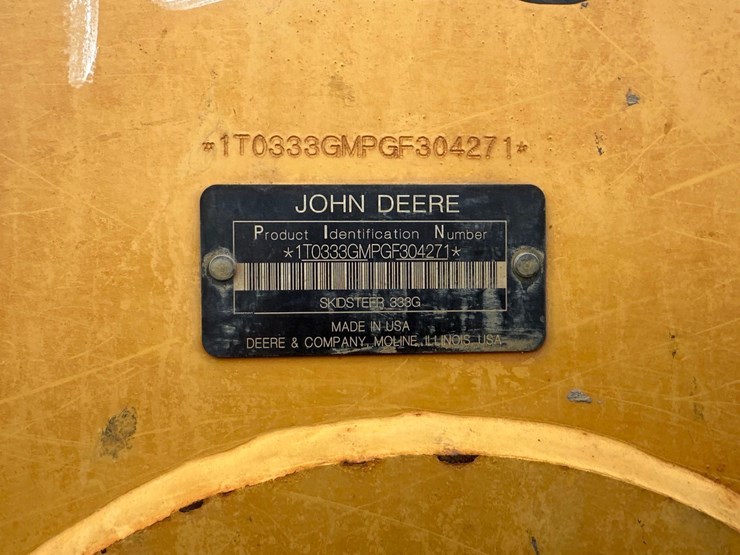 *1T0333GMPGF304271*
JOHN DEERE
Product Identification Number
*1T0333GMPGF304271*
SKIDSTEER 333G
MADE IN USA
DEERE & COMPANY, MOLINE, ILLINOIS, USA